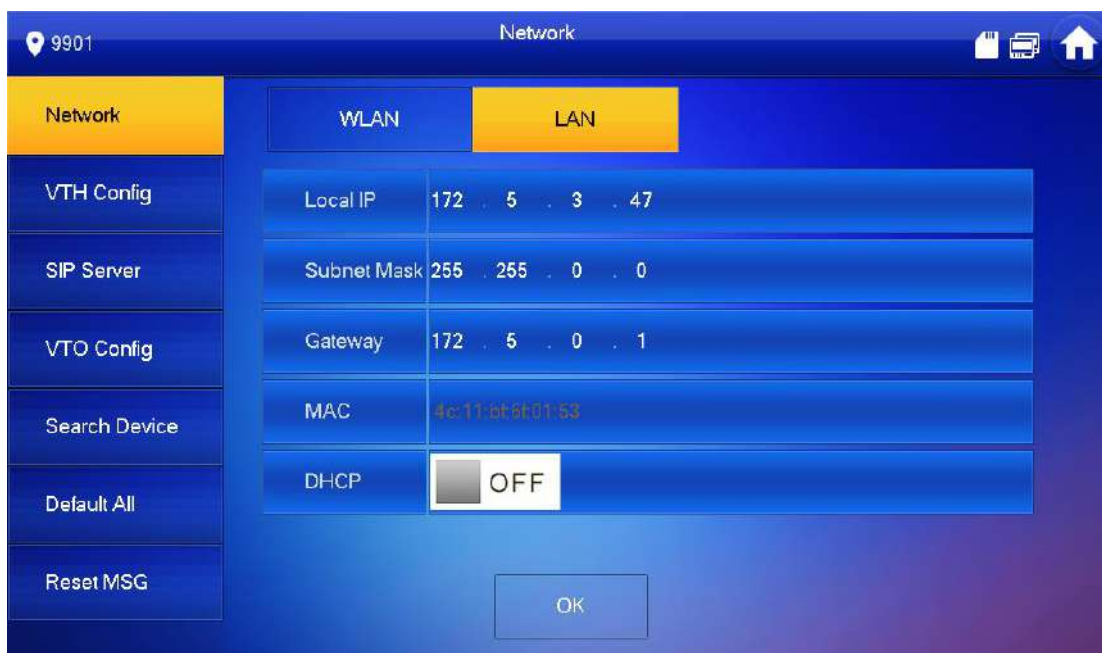 9901
Network
Network
VTH Config
SIP Server
VTO Config
Search Device
Default All
Reset MSG
WLAN
LAN
Local IP 172 . 5 . 3 . 47
Subnet Mask 255 . 255 . 0 . 0
Gateway 172 . 5 . 0 . 1
MAC
DHCP OFF
OK